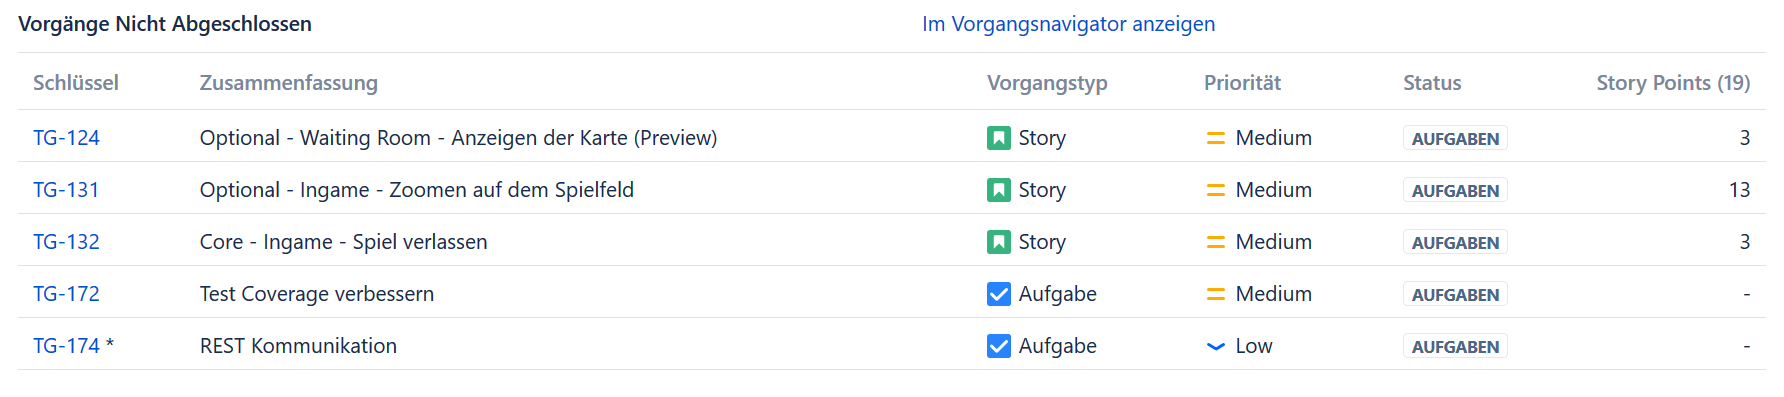 Vorgänge Nicht Abgeschlossen Im Vorgangsnavigator anzeigen
Schlüssel Zusammenfassung Vorgangstyp Priorität Status Story Points (19)
TG-124 Optional - Waiting Room - Anzeigen der Karte (Preview) Story Medium AUFGABEN 3
TG-131 Optional - Ingame - Zoomen auf dem Spielfeld Story Medium AUFGABEN 13
TG-132 Core - Ingame - Spiel verlassen Story Medium AUFGABEN 3
TG-172 Test Coverage verbessern Aufgabe Medium AUFGABEN -
TG-174 * REST Kommunikation Aufgabe Low AUFGABEN -